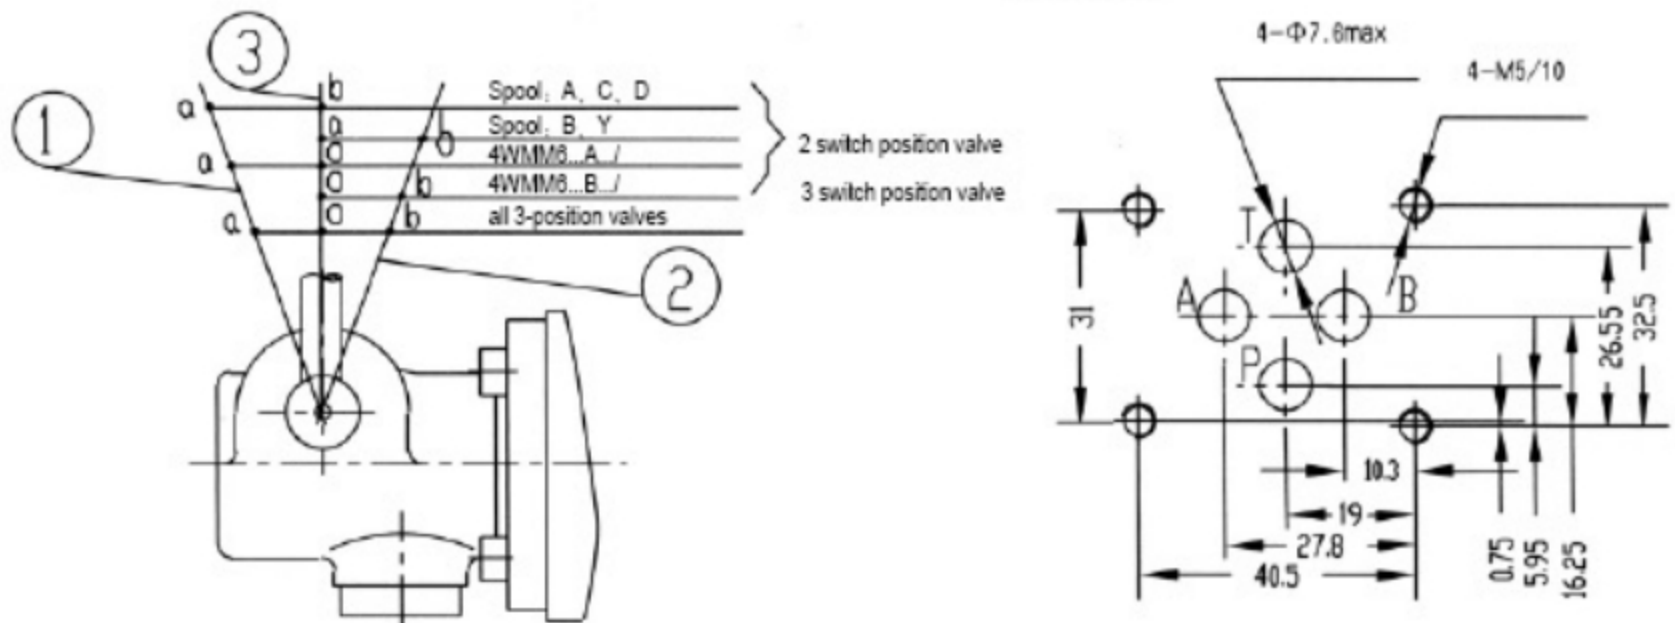 3
1
a b Spool: A, C, D
a b Spool: B, Y
a 0 4WMM6...A../
0 b 4WMM6...B../
a 0 b all 3-position valves
2 switch position valve
3 switch position valve
2
4-Φ7.6max
4-M5/10
T
A
B
P
31
26.55
32.5
10.3
19
27.8
40.5
0.75
5.95
16.25